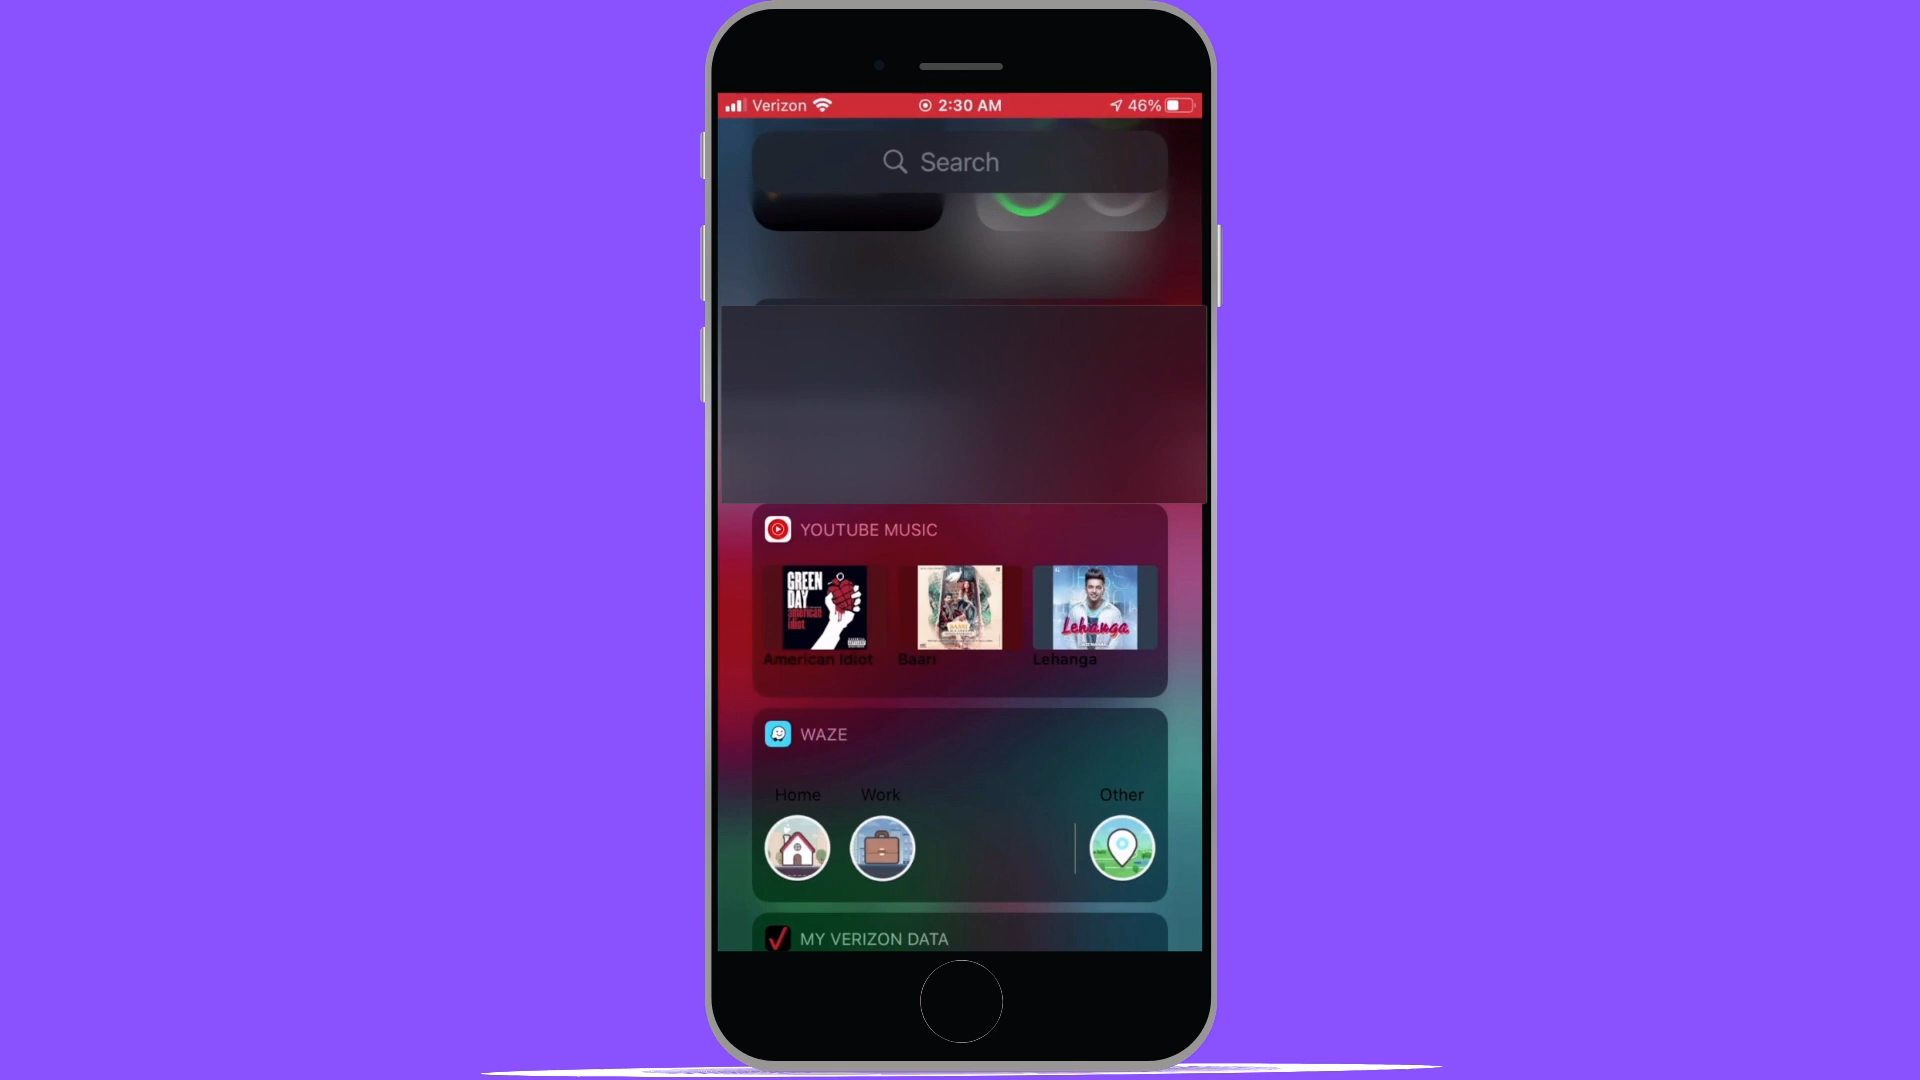 Verizon 2:30 AM 46%
Search
YOUTUBE MUSIC
GREEN
DAY
american
idiot
Lehanga
American Idiot Baari Lehanga
WAZE
Home Work Other
MY VERIZON DATA